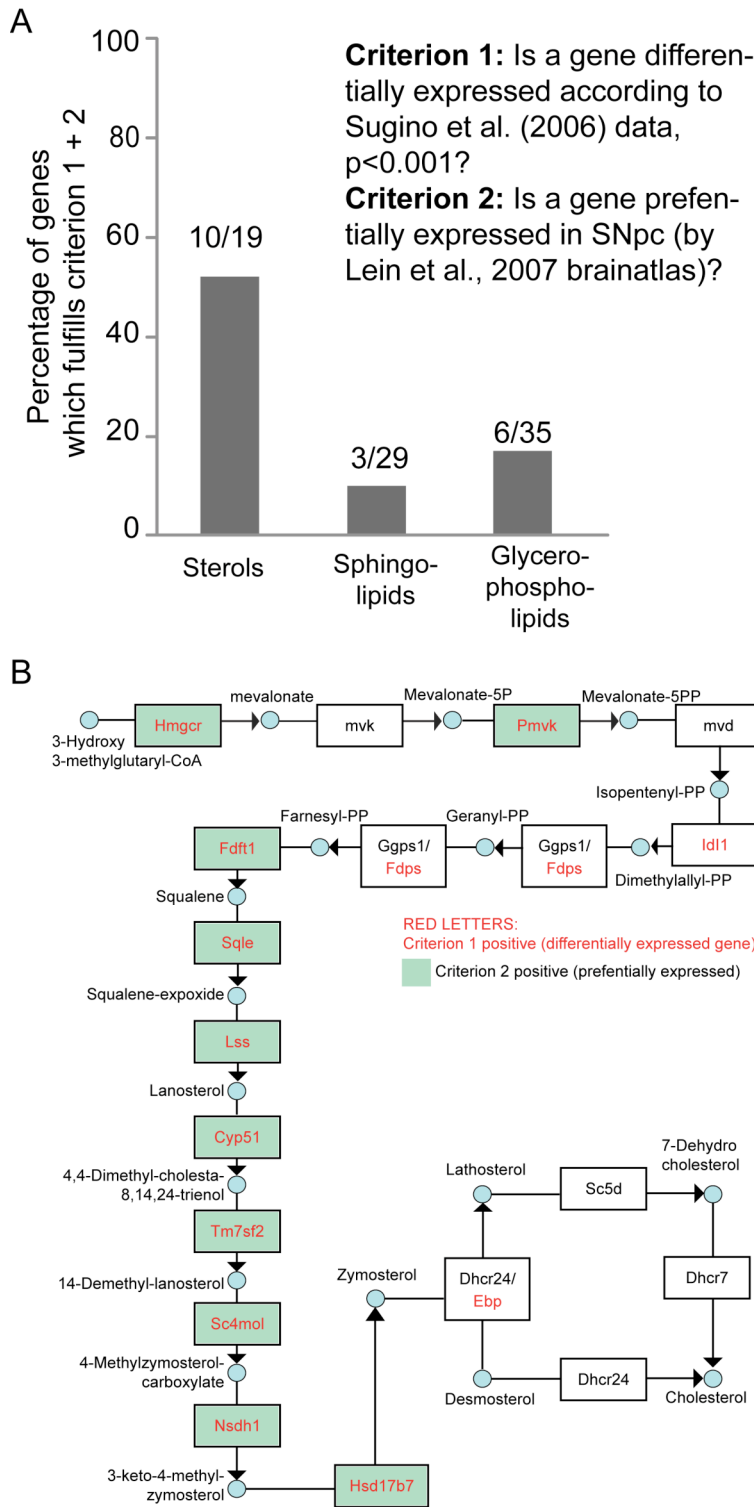 A
100
80
60
40
20
0
Percentage of genes
which fulfills criterion 1 + 2
Criterion 1: Is a gene differen-
tially expressed according to
Sugino et al. (2006) data,
p<0.001?
Criterion 2: Is a gene prefen-
tially expressed in SNpc (by
Lein et al., 2007 brainatlas)?
10/19
3/29
6/35
Sterols
Sphingo-
lipids
Glycero-
phospho-
lipids
B
3-Hydroxy
3-methylglutaryl-CoA
Hmgcr
mevalonate
mvk
Mevalonate-5P
Pmvk
Mevalonate-5PP
mvd
Isopentenyl-PP
Idl1
Dimethylallyl-PP
Ggps1/
Fdps
Geranyl-PP
Ggps1/
Fdps
Farnesyl-PP
Fdft1
Squalene
Sqle
Squalene-expoxide
Lss
Lanosterol
Cyp51
4,4-Dimethyl-cholesta-
8,14,24-trienol
Tm7sf2
14-Demethyl-lanosterol
Sc4mol
4-Methylzymosterol-
carboxylate
Nsdh1
3-keto-4-methyl-
zymosterol
Hsd17b7
Zymosterol
Dhcr24/
Ebp
Lathosterol
Sc5d
7-Dehydro
cholesterol
Dhcr7
Desmosterol
Dhcr24
Cholesterol
RED LETTERS:
Criterion 1 positive (differentially expressed gene)
Criterion 2 positive (prefentially expressed)